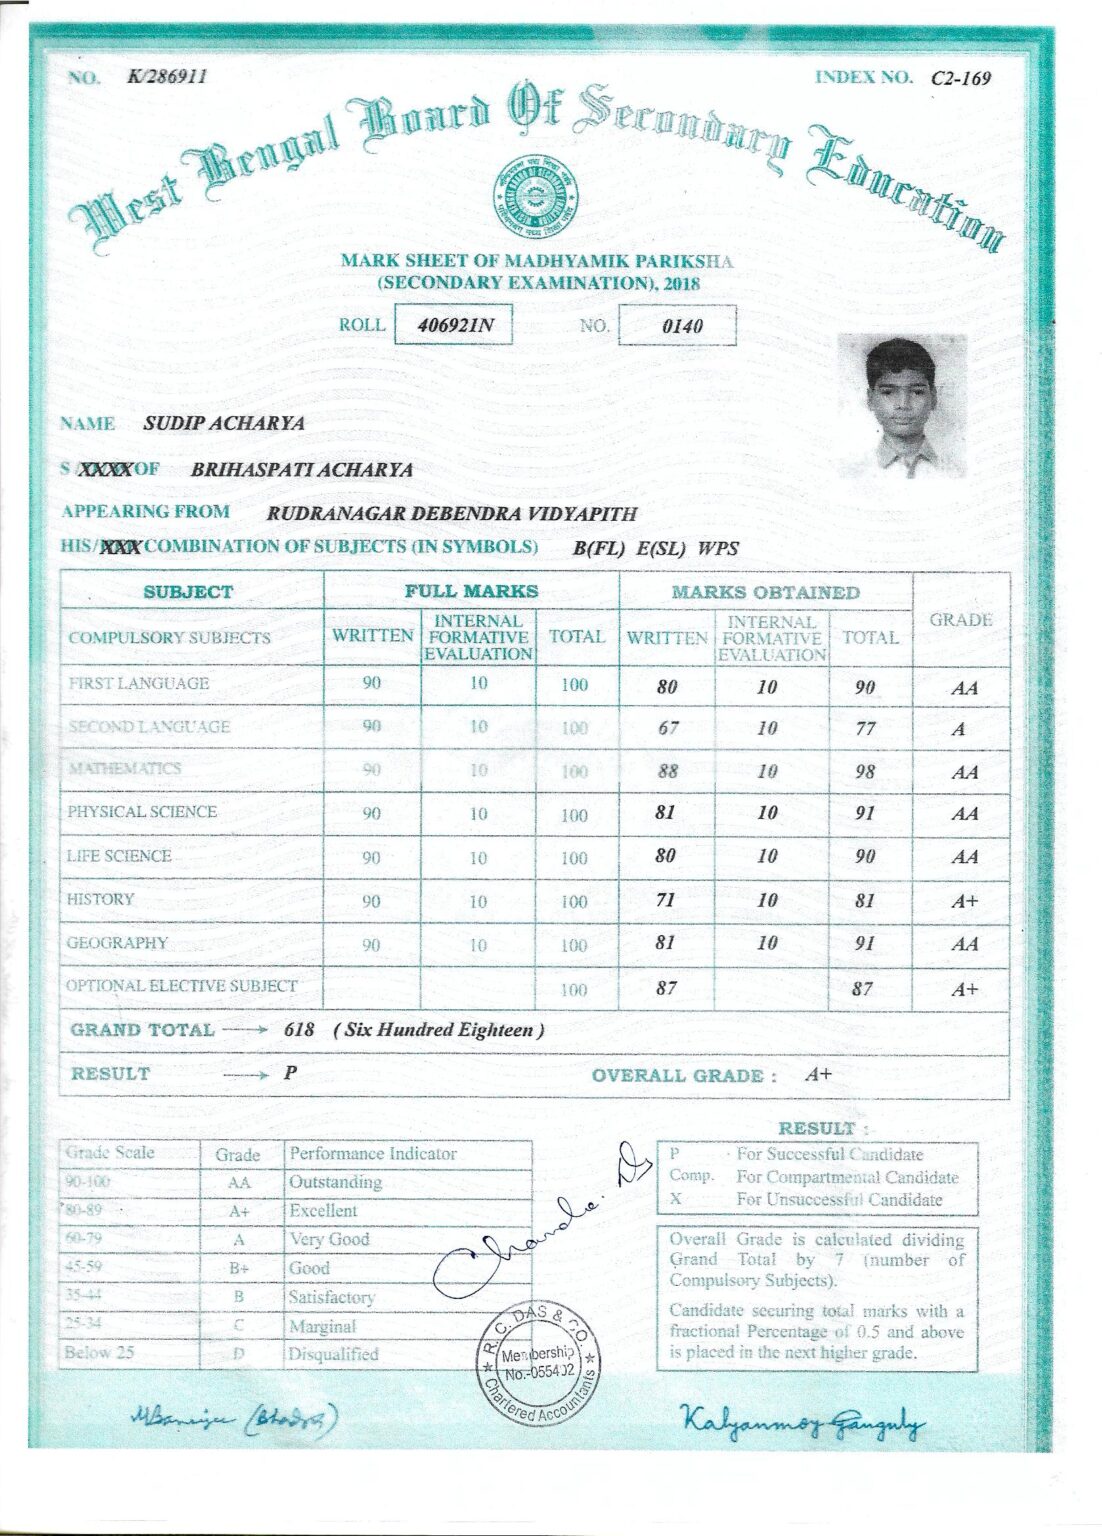 NO. K/286911 INDEX NO. C2-169
West Bengal Board Of Secondary Education
MARK SHEET OF MADHYAMIK PARIKSHA
(SECONDARY EXAMINATION), 2018
ROLL 406921N NO. 0140
NAME SUDIP ACHARYA
S/XXXX OF BRIHASPATI ACHARYA
APPEARING FROM RUDRANAGAR DEBENDRA VIDYAPITH
HIS/XXX COMBINATION OF SUBJECTS (IN SYMBOLS) B(FL) E(SL) WPS
SUBJECT FULL MARKS MARKS OBTAINED GRADE
COMPULSORY SUBJECTS WRITTEN INTERNAL FORMATIVE EVALUATION TOTAL WRITTEN INTERNAL FORMATIVE EVALUATION TOTAL
FIRST LANGUAGE 90 10 100 80 10 90 AA
SECOND LANGUAGE 90 10 100 67 10 77 A
MATHEMATICS 90 10 100 88 10 98 AA
PHYSICAL SCIENCE 90 10 100 81 10 91 AA
LIFE SCIENCE 90 10 100 80 10 90 AA
HISTORY 90 10 100 71 10 81 A+
GEOGRAPHY 90 10 100 81 10 91 AA
OPTIONAL ELECTIVE SUBJECT 100 87 87 A+
GRAND TOTAL 618 ( Six Hundred Eighteen )
RESULT P OVERALL GRADE : A+
Grade Scale Grade Performance Indicator
90-100 AA Outstanding
80-89 A+ Excellent
60-79 A Very Good
45-59 B+ Good
35-44 B Satisfactory
25-34 C Marginal
Below 25 D Disqualified
RESULT :
P - For Successful Candidate
Comp. For Compartmental Candidate
X For Unsuccessful Candidate
Overall Grade is calculated dividing
Grand Total by 7 (number of
Compulsory Subjects).
Candidate securing total marks with a
fractional Percentage of 0.5 and above
is placed in the next higher grade.
R. C. DAS & CO.
Membership
No.-055402
Chartered Accountants
Kalyanmoy Ganguly